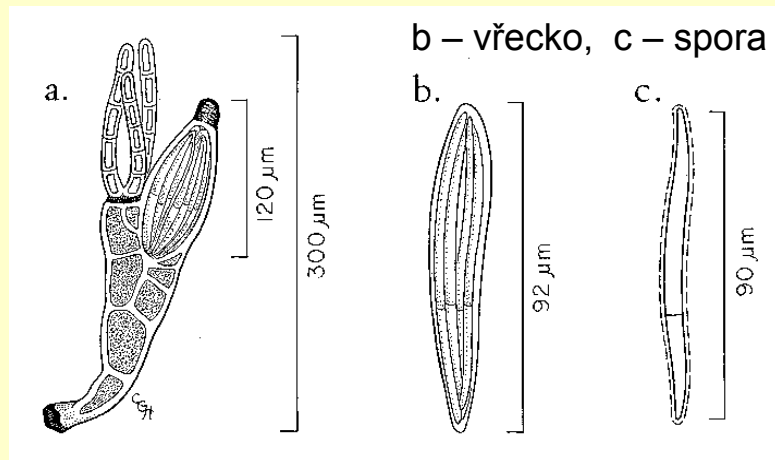 b – vřecko, c – spora
a.
b.
c.
120 µm
300 µm
92 µm
90 µm
CGH